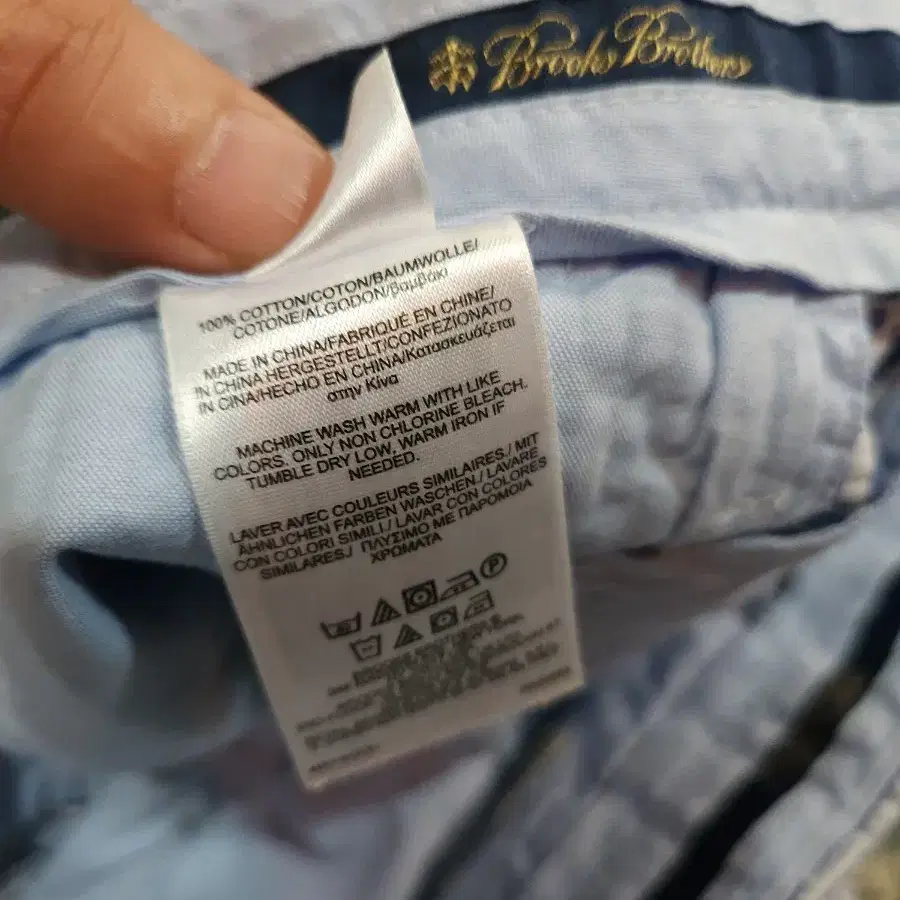 Brooks Brothers
100% COTTON/COTON/BAUMWOLLE/
COTONE/ALGODON/βαμβάκι
MADE IN CHINA/FABRIQUÉ EN CHINE/
IN CHINA HERGESTELLT/CONFEZIONATO
IN CINA/HECHO EN CHINA/Κατασκευάζεται
στην Κίνα
MACHINE WASH WARM WITH LIKE
COLORS. ONLY NON CHLORINE BLEACH.
TUMBLE DRY LOW, WARM IRON IF
NEEDED.
LAVER AVEC COULEURS SIMILAIRES./ MIT
ÄHNLICHEN FARBEN WASCHEN./ LAVARE
CON COLORI SIMILI./ LAVAR CON COLORES
SIMILARES./ ΠΛΥΣΙΜΟ ΜΕ ΠΑΡΟΜΟΙΑ
ΧΡΩΜΑΤΑ
P